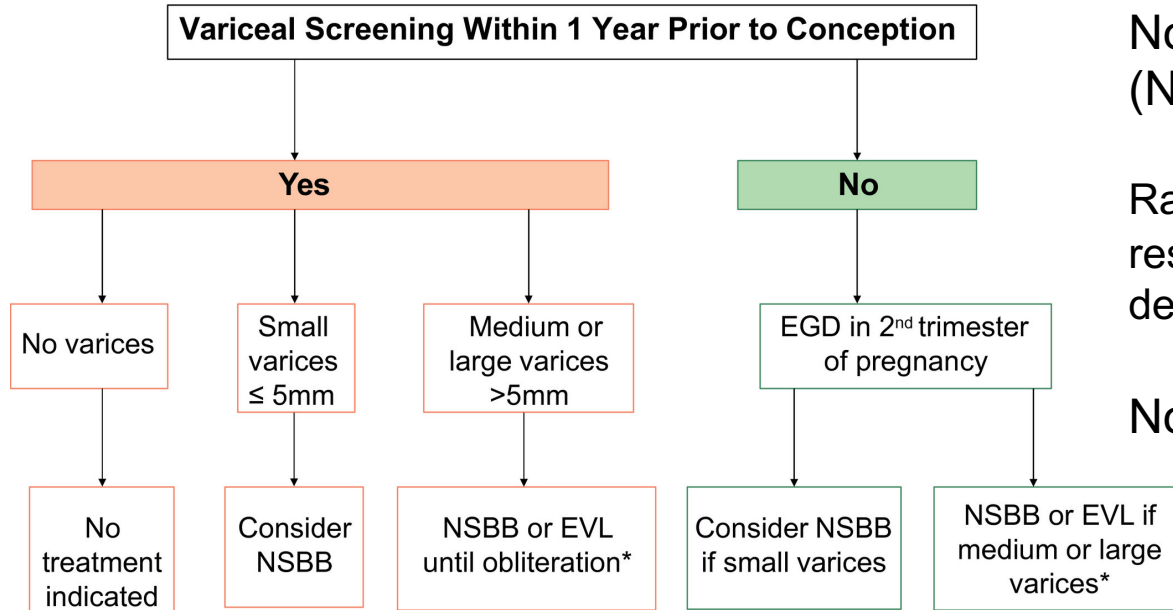 Variceal Screening Within 1 Year Prior to Conception
Yes
No
No varices
Small
varices
≤ 5mm
Medium or
large varices
>5mm
EGD in 2nd trimester
of pregnancy
No
treatment
indicated
Consider
NSBB
NSBB or EVL
until obliteration*
Consider NSBB
if small varices
NSBB or EVL if
medium or large
varices*